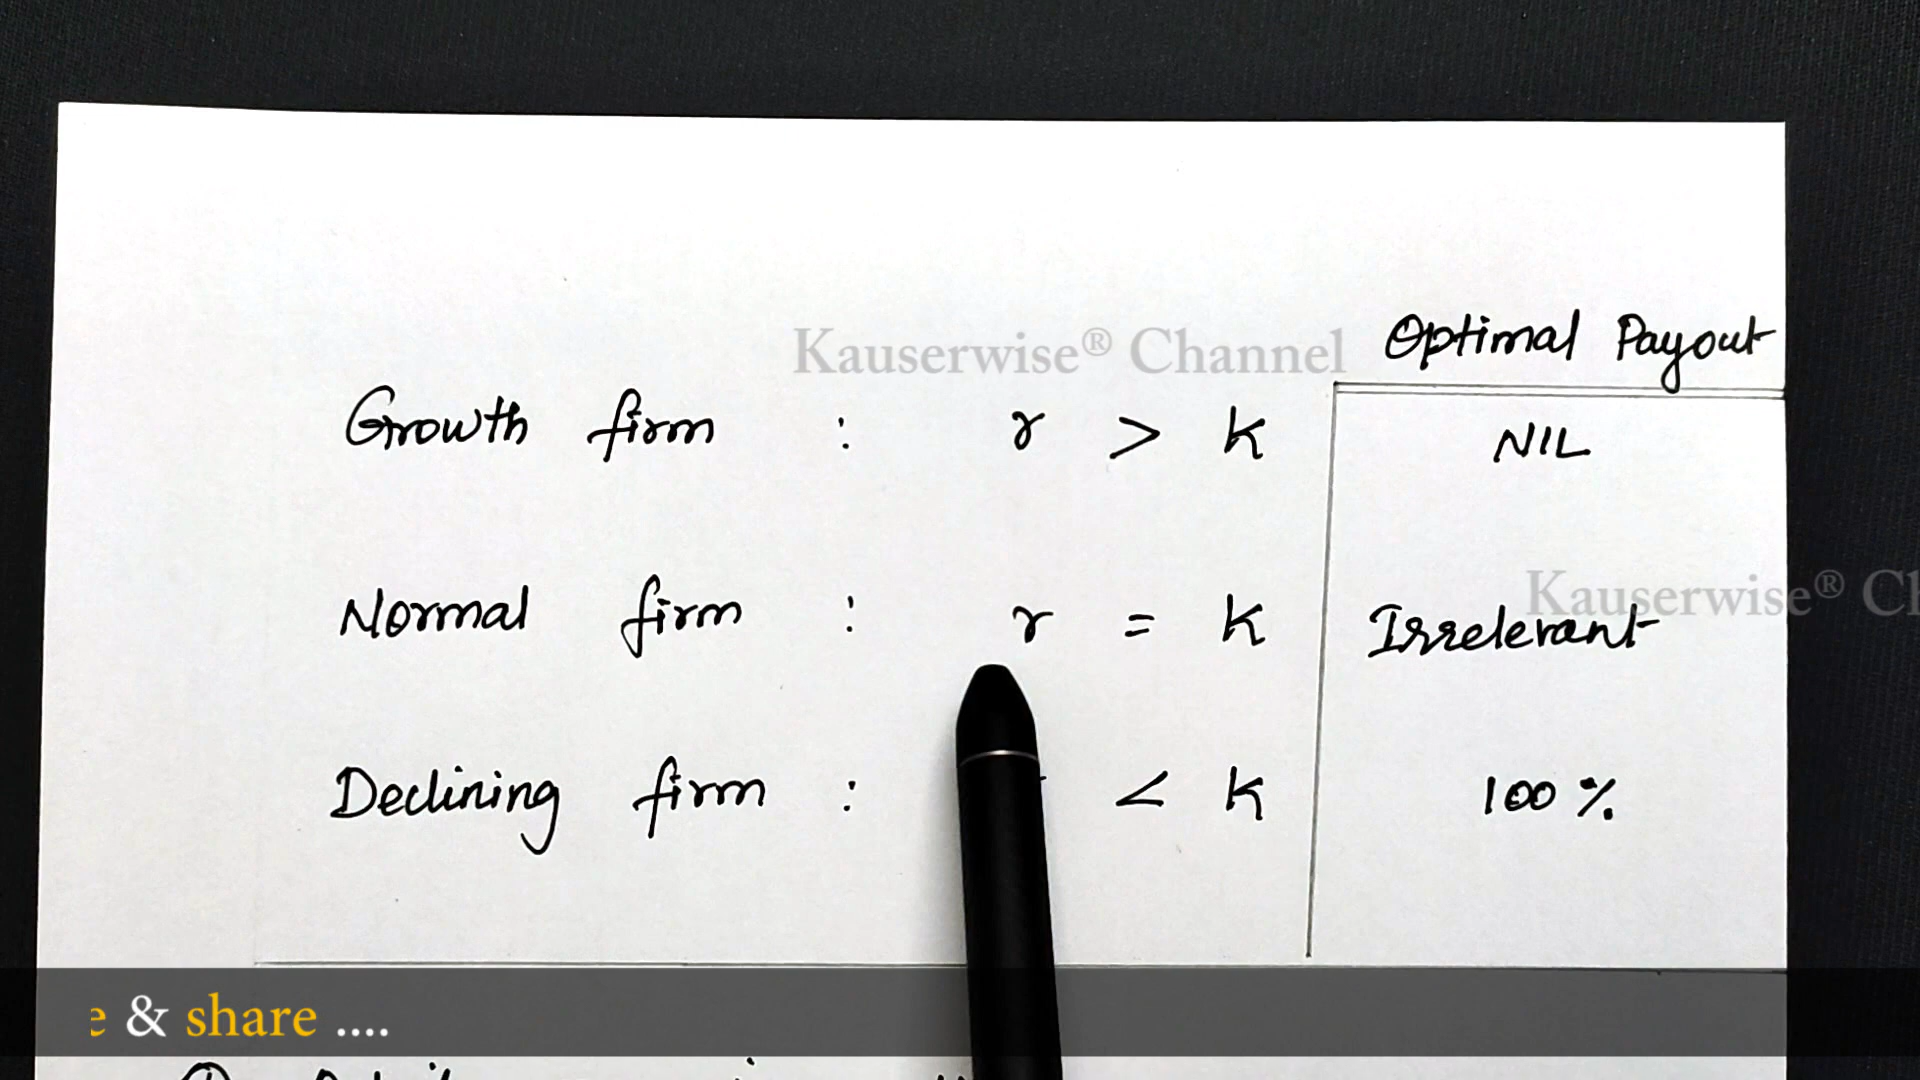 Kauserwise® Channel
Optimal Payout
Growth firm : r > k NIL
Kauserwise® Ch
Normal firm : r = k Irrelevant
Declining firm : < k 100 %
e & share ....